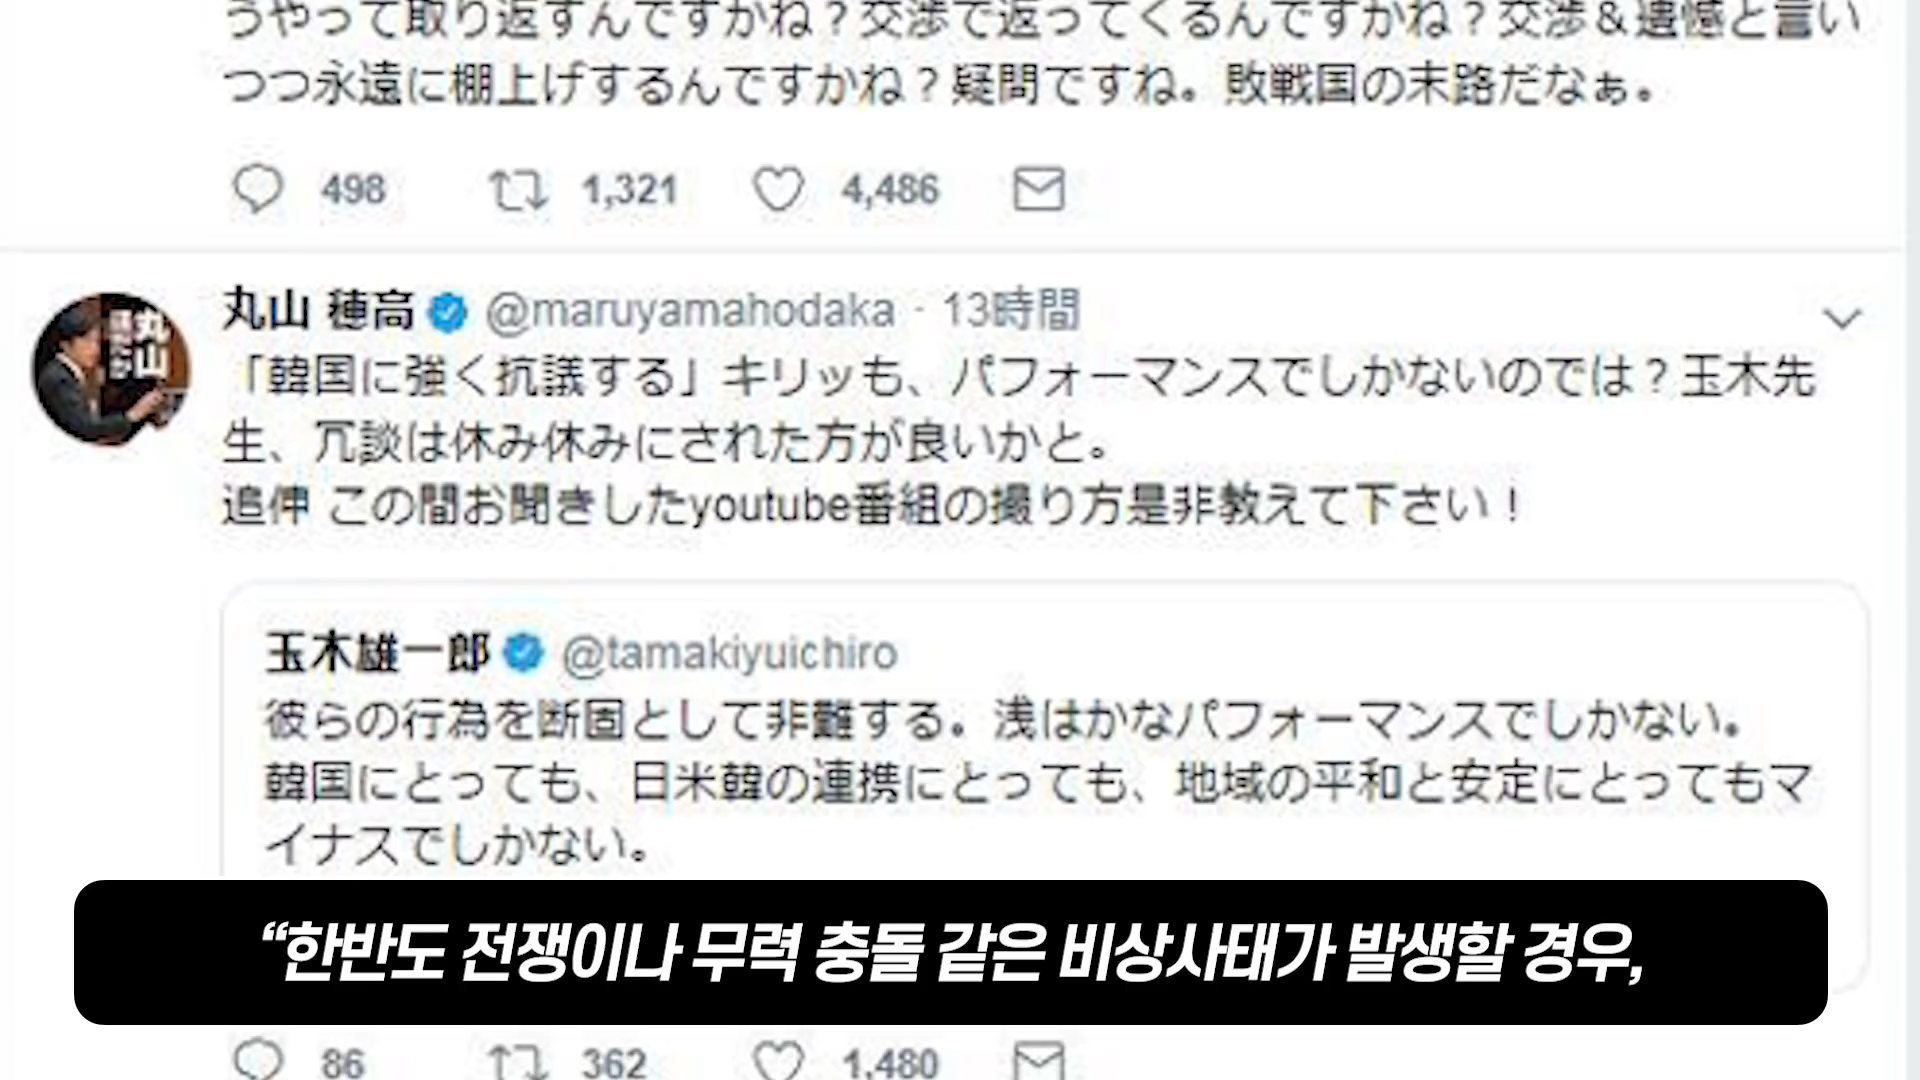 うやって取り返すんですかね？交渉で返ってくるんですかね？交渉＆遺憾と言い
つつ永遠に棚上げするんですかね？疑問ですね。敗戦国の末路だなぁ。
498 1,321 4,486
丸山 穂高 @maruyamahodaka · 13時間
「韓国に強く抗議する」キリッも、パフォーマンスでしかないのでは？玉木先
生、冗談は休み休みにされた方が良いかと。
追伸 この間お聞きしたyoutube番組の撮り方是非教えて下さい！
丸山
玉木雄一郎 @tamakiyuichiro
彼らの行為を断固として非難する。浅はかなパフォーマンスでしかない。
韓国にとっても、日米韓の連携にとっても、地域の平和と安定にとってもマ
イナスでしかない。
“한반도 전쟁이나 무력 충돌 같은 비상사태가 발생할 경우,
86 362 1,480